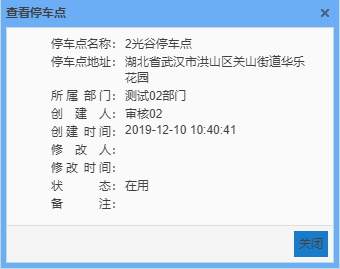 查看停车点
停车点名称：2光谷停车点
停车点地址：湖北省武汉市洪山区关山街道华乐
花园
所属部门：测试02部门
创建人：审核02
创建时间：2019-12-10 10:40:41
修改人：
修改时间：
状态：在用
备注：
关闭